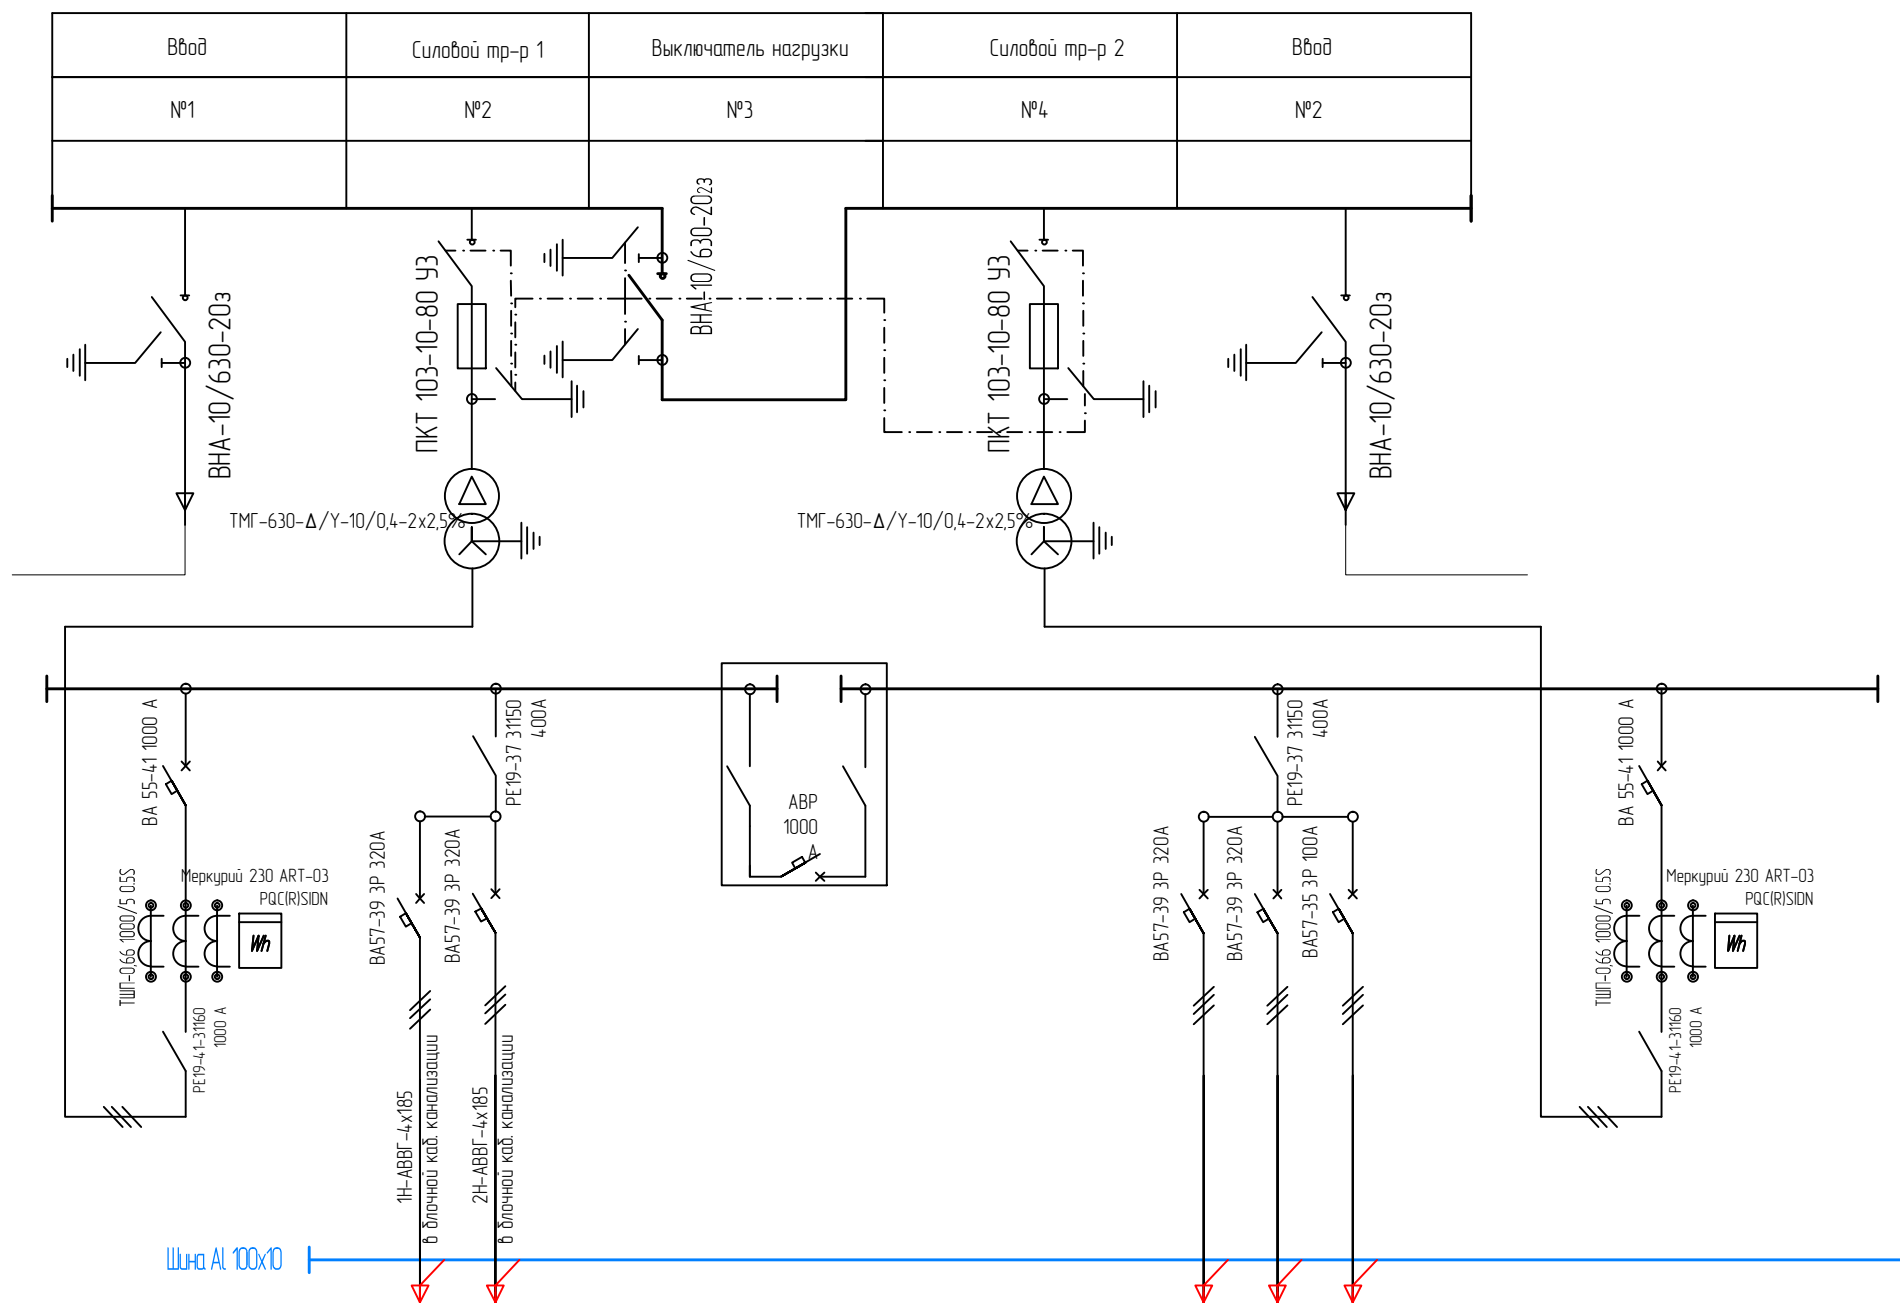 Ввод
Силовой тр-р 1
Выключатель нагрузки
Силовой тр-р 2
Ввод
№1
№2
№3
№4
№2
ВНА-10/630-20з
ПКТ 103-10-80 У3
ВНА-10/630-20з3
ПКТ 103-10-80 У3
ВНА-10/630-20з
ТМГ-630-Δ/Y-10/0,4-2х2,5%
ТМГ-630-Δ/Y-10/0,4-2х2,5%
ВА 55-41 1000 А
РЕ19-37 31150
400А
АВР
1000
А
РЕ19-37 31150
400А
ВА 55-41 1000 А
ВА57-39 3Р 320А
ВА57-39 3Р 320А
ВА57-39 3Р 320А
ВА57-39 3Р 320А
ВА57-35 3Р 100А
ТШП-0,66 1000/5 0.5S
Меркурий 230 ART-03
PQC(R)SIDN
Wh
ТШП-0,66 1000/5 0.5S
Меркурий 230 ART-03
PQC(R)SIDN
Wh
РЕ19-41-31160
1000 А
РЕ19-41-31160
1000 А
1Н-АВВГ-4х185
в блочной каб. канализации
2Н-АВВГ-4х185
в блочной каб. канализации
Шина AL 100х10